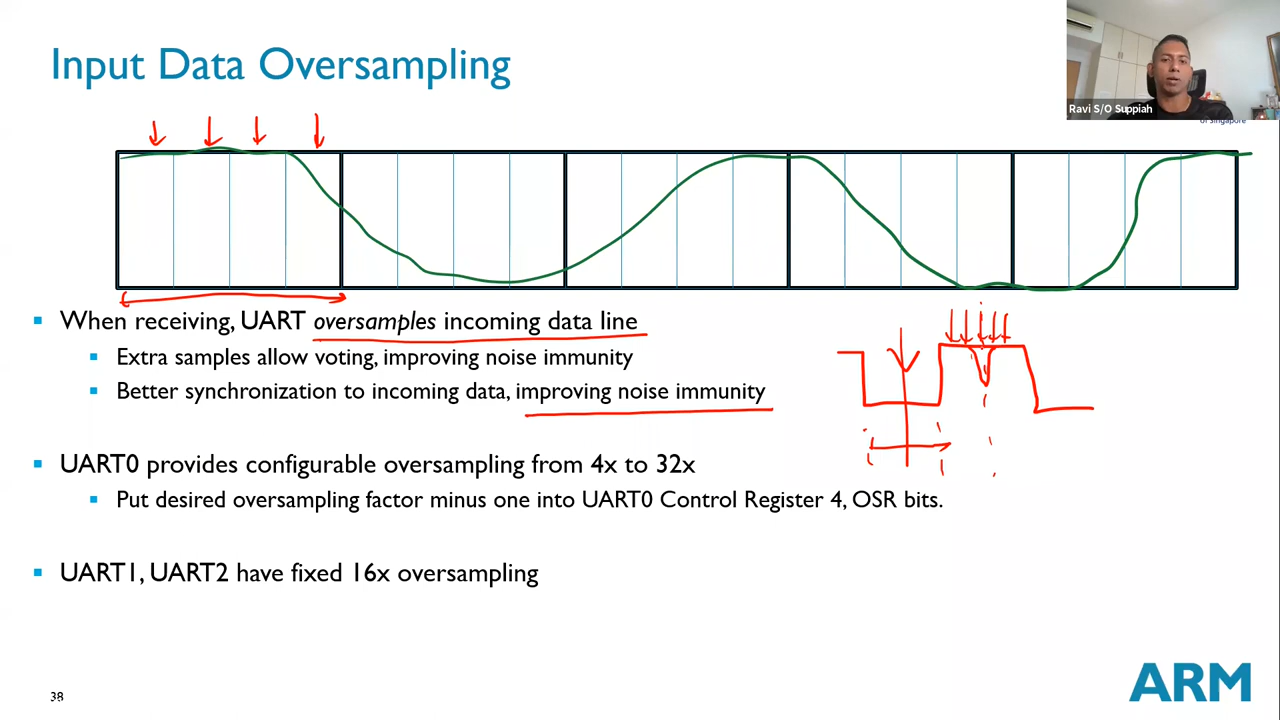 Input Data Oversampling
Ravi S/O Suppiah
of Singapore
When receiving, UART oversamples incoming data line
Extra samples allow voting, improving noise immunity
Better synchronization to incoming data, improving noise immunity
UART0 provides configurable oversampling from 4x to 32x
Put desired oversampling factor minus one into UART0 Control Register 4, OSR bits.
UART1, UART2 have fixed 16x oversampling
38
ARM